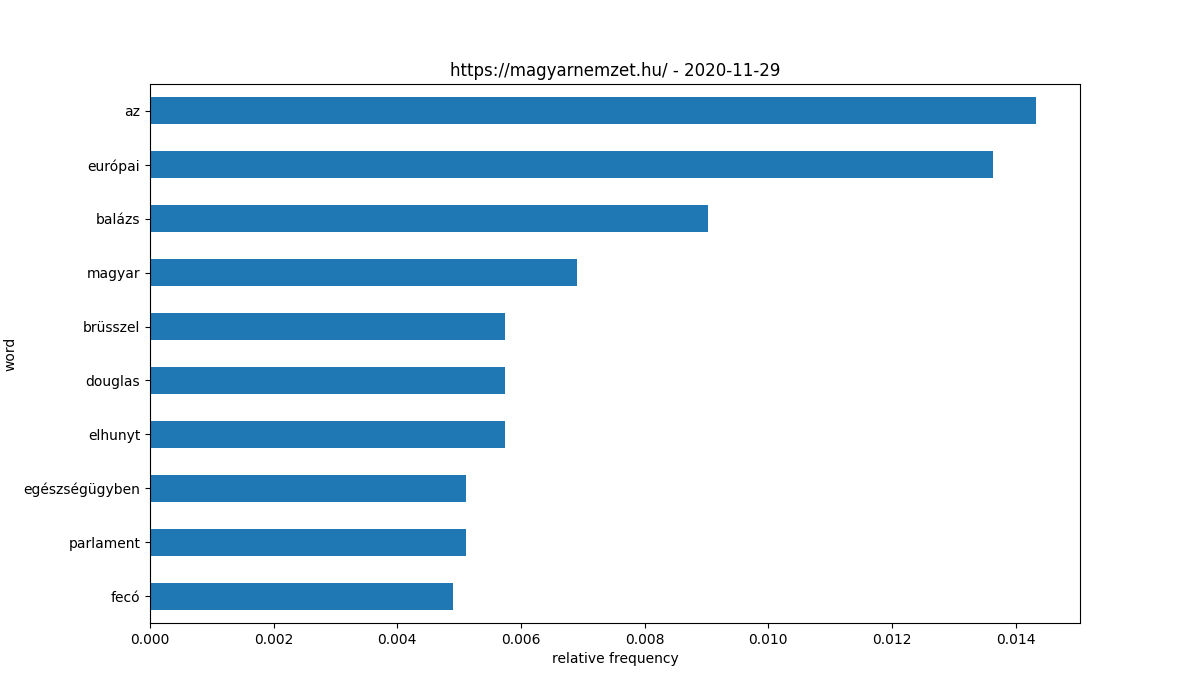 https://magyarnemzet.hu/ - 2020-11-29
az
európai
balázs
magyar
brüsszel
douglas
elhunyt
egészségügyben
parlament
fecó
word
0.000 0.002 0.004 0.006 0.008 0.010 0.012 0.014
relative frequency